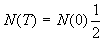 N(T) = N(0) 1/2